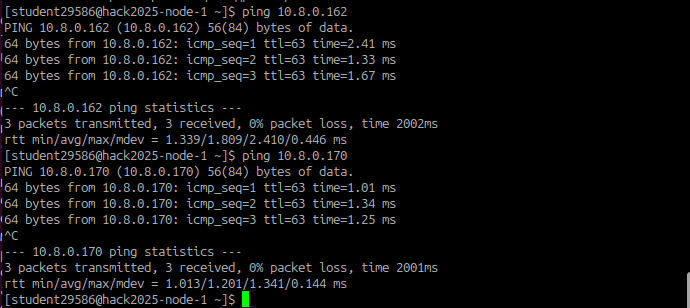 [student29586@hack2025-node-1 ~]$ ping 10.8.0.162
PING 10.8.0.162 (10.8.0.162) 56(84) bytes of data.
64 bytes from 10.8.0.162: icmp_seq=1 ttl=63 time=2.41 ms
64 bytes from 10.8.0.162: icmp_seq=2 ttl=63 time=1.33 ms
64 bytes from 10.8.0.162: icmp_seq=3 ttl=63 time=1.67 ms
^C
--- 10.8.0.162 ping statistics ---
3 packets transmitted, 3 received, 0% packet loss, time 2002ms
rtt min/avg/max/mdev = 1.339/1.809/2.410/0.446 ms
[student29586@hack2025-node-1 ~]$ ping 10.8.0.170
PING 10.8.0.170 (10.8.0.170) 56(84) bytes of data.
64 bytes from 10.8.0.170: icmp_seq=1 ttl=63 time=1.01 ms
64 bytes from 10.8.0.170: icmp_seq=2 ttl=63 time=1.34 ms
64 bytes from 10.8.0.170: icmp_seq=3 ttl=63 time=1.25 ms
^C
--- 10.8.0.170 ping statistics ---
3 packets transmitted, 3 received, 0% packet loss, time 2001ms
rtt min/avg/max/mdev = 1.013/1.201/1.341/0.144 ms
[student29586@hack2025-node-1 ~]$